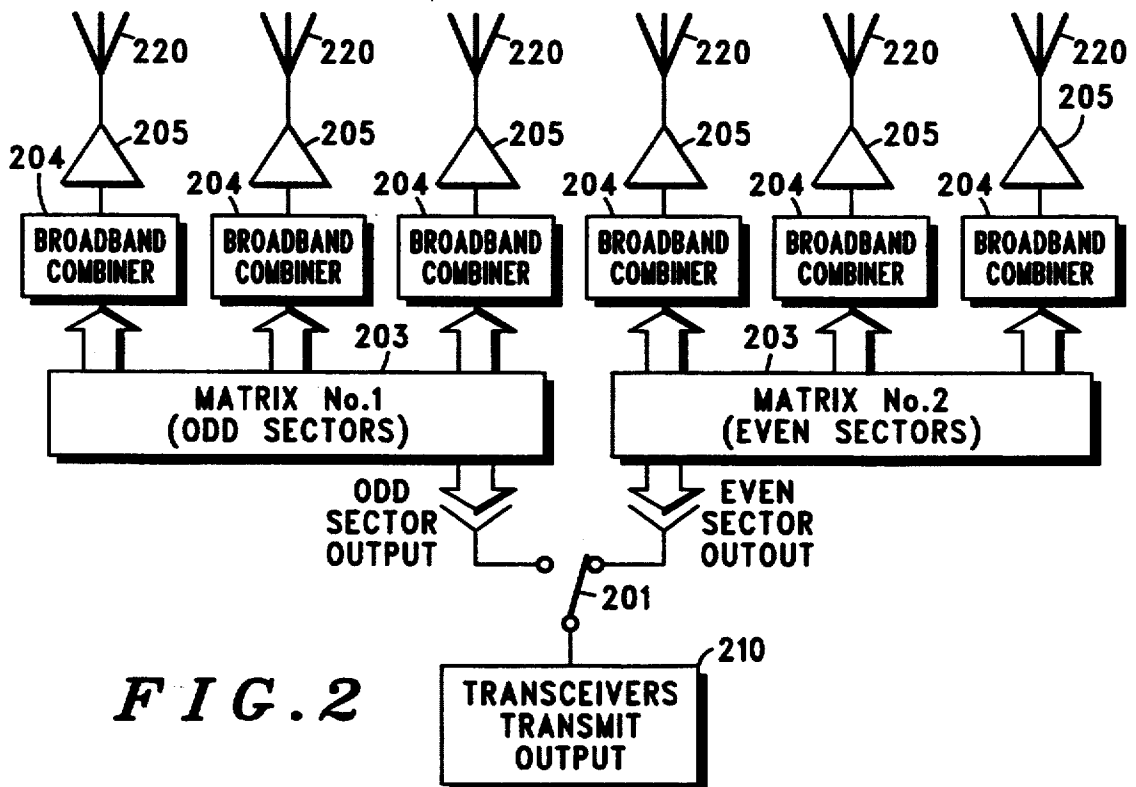 220 220 220 220 220 220
205 205 205 205 205 205
204 204 204 204 204 204
BROADBAND COMBINER BROADBAND COMBINER BROADBAND COMBINER BROADBAND COMBINER BROADBAND COMBINER BROADBAND COMBINER
203 203
MATRIX No.1
(ODD SECTORS)
MATRIX No.2
(EVEN SECTORS)
ODD
SECTOR
OUTPUT
EVEN
SECTOR
OUTOUT
201
210
TRANSCEIVERS
TRANSMIT
OUTPUT
FIG.2